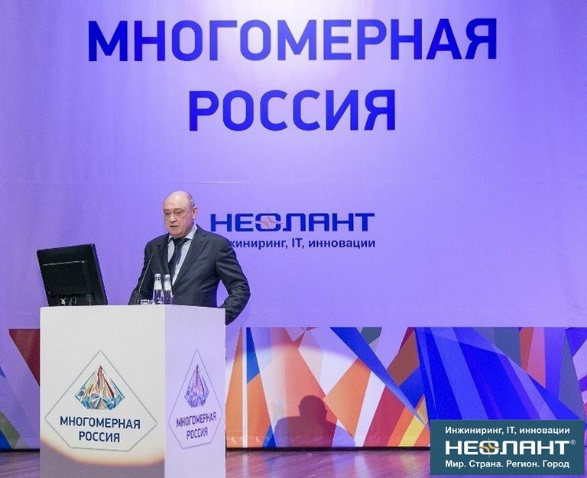 МНОГОМЕРНАЯ
РОССИЯ
НЕОЛАНТ
инжиниринг, IT, инновации
МНОГОМЕРНАЯ
РОССИЯ
МНОГОМЕРНАЯ
РОССИЯ
Инжиниринг, IT, инновации
НЕОЛАНТ®
Мир. Страна. Регион. Город